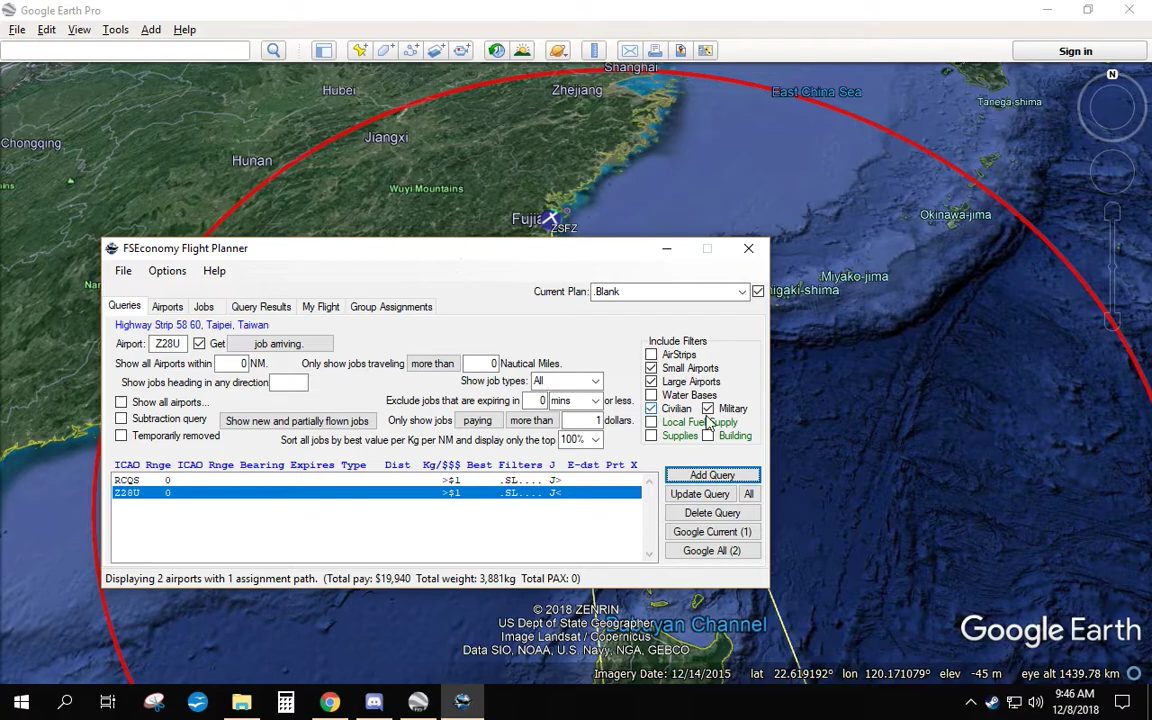 Google Earth Pro
File Edit View Tools Add Help
Sign in
Shanghai
Hubei
Zhejiang
East China Sea
Tanega-shima
N
Chongqing
Jiangxi
Hunan
Wuyi Mountains
Okinawa-jima
Fujia
ZSFZ
Miyako-jima
higaki-shima
FSEconomy Flight Planner
File Options Help
Current Plan: .Blank
Queries Airports Jobs Query Results My Flight Group Assignments
Highway Strip 58 60, Taipei, Taiwan
Airport: Z28U Get job arriving.
Show all Airports within 0 NM. Only show jobs traveling more than 0 Nautical Miles.
Show jobs heading in any direction Show job types: All
Show all airports... Exclude jobs that are expiring in 0 mins or less.
Subtraction query Show new and partially flown jobs Only show jobs paying more than 1 dollars.
Temporarily removed Sort all jobs by best value per Kg per NM and display only the top 100%
Include Filters
AirStrips
Small Airports
Large Airports
Water Bases
Civilian Military
Local Fuel Supply
Supplies Building
ICAO Rnge ICAO Rnge Bearing Expires Type Dist Kg/$$$ Best Filters J E-dst Prt X
RCQS 0 >$1 .SL.... J>
Z28U 0 >$1 .SL.... J<
Add Query
Update Query All
Delete Query
Google Current (1)
Google All (2)
Displaying 2 airports with 1 assignment path. (Total pay: $19,940 Total weight: 3,881kg Total PAX: 0)
© 2018 ZENRIN
US Dept of State Geographer
Babuyan Channel
Image Landsat / Copernicus
Data SIO, NOAA, U.S. Navy, NGA, GEBCO
Google Earth
Imagery Date: 12/14/2015 lat 22.619192° lon 120.171079° elev -45 m eye alt 1439.78 km
9:46 AM
12/8/2018